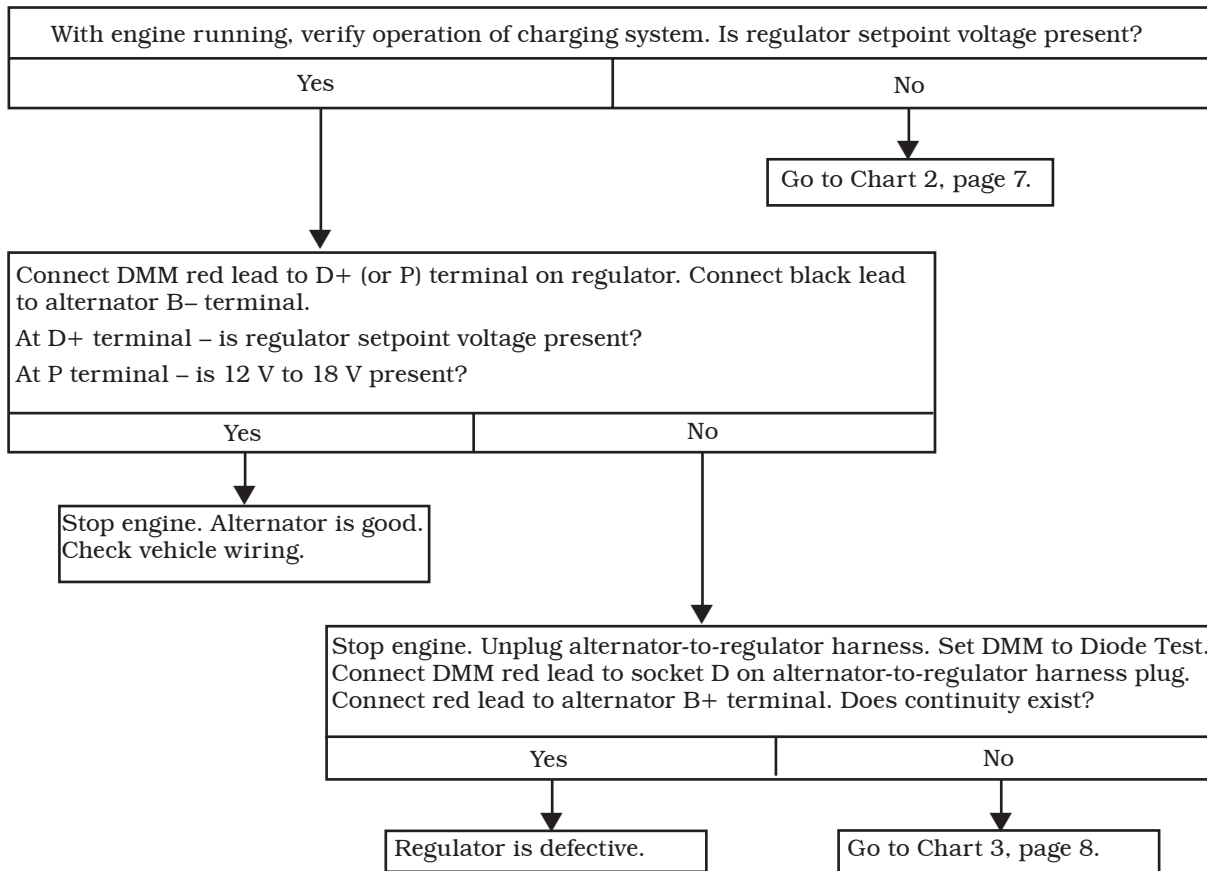 With engine running, verify operation of charging system. Is regulator setpoint voltage present?
Yes
No
Go to Chart 2, page 7.
Connect DMM red lead to D+ (or P) terminal on regulator. Connect black lead
to alternator B– terminal.
At D+ terminal – is regulator setpoint voltage present?
At P terminal – is 12 V to 18 V present?
Yes
No
Stop engine. Alternator is good.
Check vehicle wiring.
Stop engine. Unplug alternator-to-regulator harness. Set DMM to Diode Test.
Connect DMM red lead to socket D on alternator-to-regulator harness plug.
Connect red lead to alternator B+ terminal. Does continuity exist?
Yes
No
Regulator is defective.
Go to Chart 3, page 8.